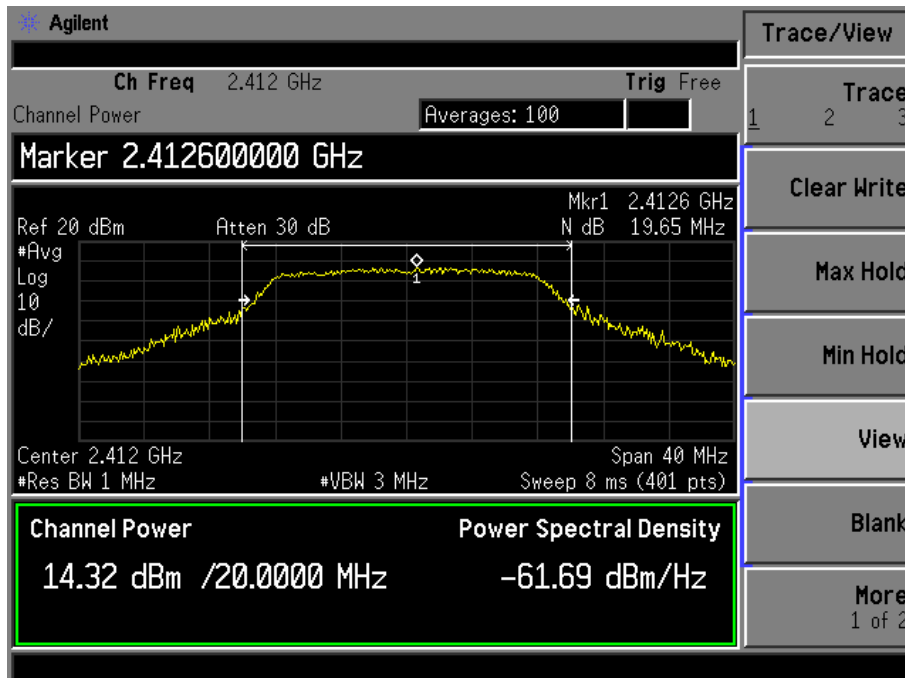 Agilent
Trace/View
Ch Freq 2.412 GHz Trig Free
Channel Power Averages: 100
Trace
1 2 3
Marker 2.412600000 GHz
Clear Write
Mkr1 2.4126 GHz
Ref 20 dBm Atten 30 dB N dB 19.65 MHz
#Avg
Log
10
dB/
1
Max Hold
Min Hold
View
Center 2.412 GHz Span 40 MHz
#Res BW 1 MHz #VBW 3 MHz Sweep 8 ms (401 pts)
Channel Power Power Spectral Density
14.32 dBm /20.0000 MHz -61.69 dBm/Hz
Blank
More
1 of 2